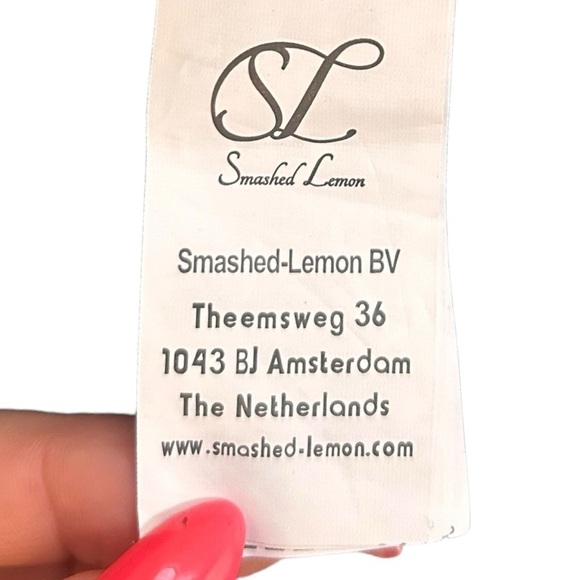 SL
Smashed Lemon
Smashed-Lemon BV
Theemsweg 36
1043 BJ Amsterdam
The Netherlands
www.smashed-lemon.com